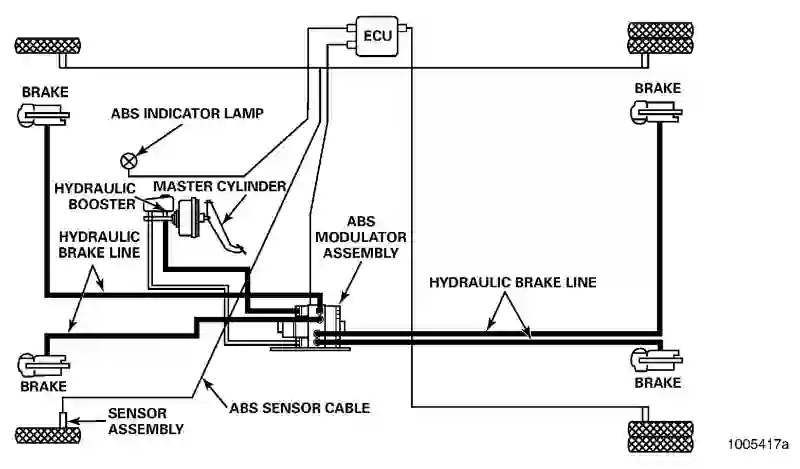 ECU
BRAKE
BRAKE
ABS INDICATOR LAMP
HYDRAULIC
BOOSTER
MASTER CYLINDER
HYDRAULIC
BRAKE LINE
ABS
MODULATOR
ASSEMBLY
HYDRAULIC BRAKE LINE
BRAKE
BRAKE
SENSOR
ASSEMBLY
ABS SENSOR CABLE
1005417a